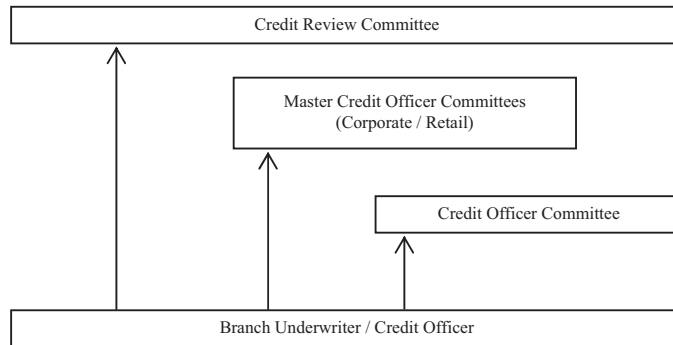 Credit Review Committee
Master Credit Officer Committees
(Corporate / Retail)
Credit Officer Committee
Branch Underwriter / Credit Officer